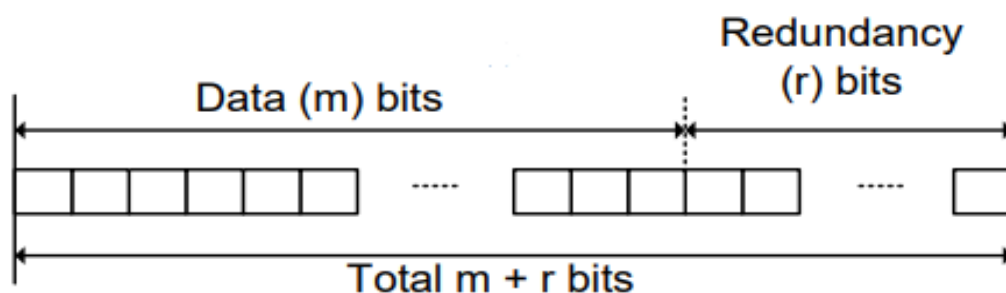 Redundancy
(r) bits
Data (m) bits
Total m + r bits